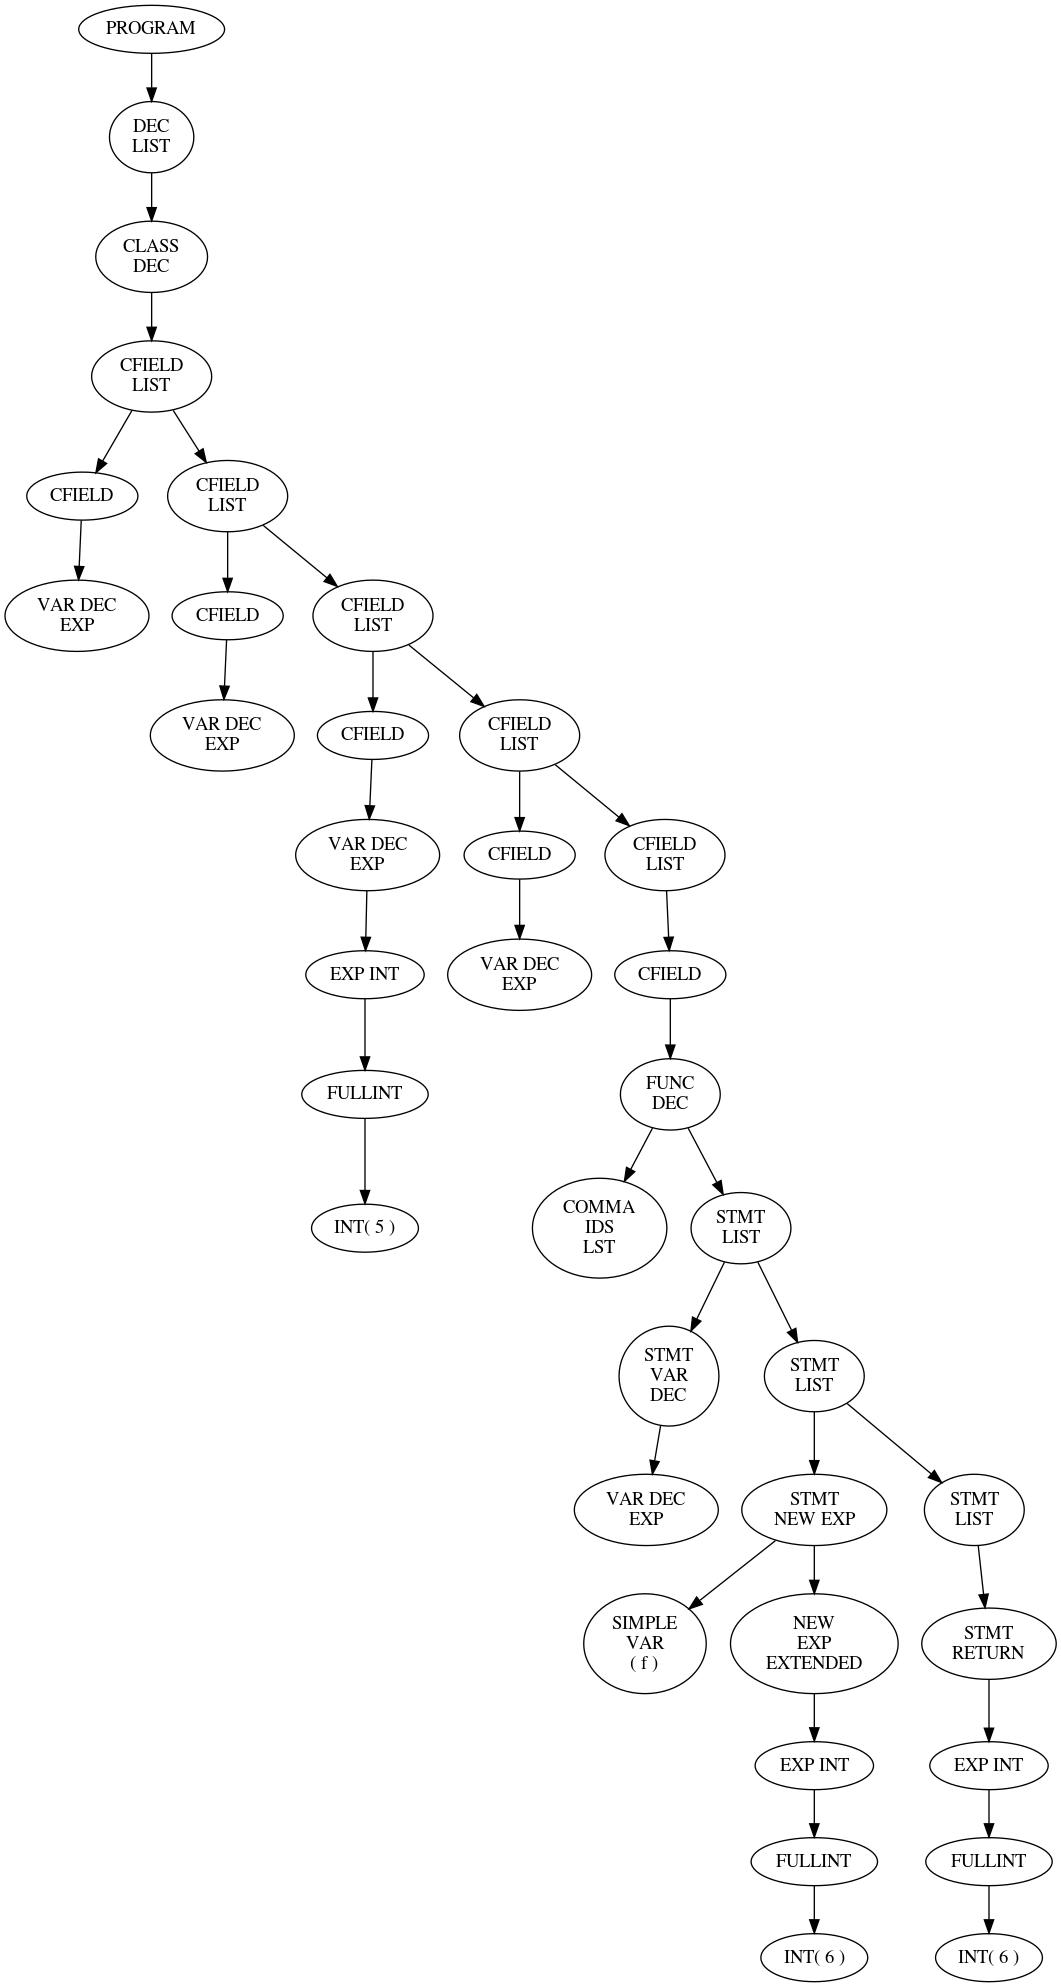 PROGRAM
DEC
LIST
CLASS
DEC
CFIELD
LIST
CFIELD
CFIELD
LIST
VAR DEC
EXP
CFIELD
CFIELD
LIST
VAR DEC
EXP
CFIELD
CFIELD
LIST
VAR DEC
EXP
CFIELD
CFIELD
LIST
EXP INT
VAR DEC
EXP
CFIELD
FULLINT
FUNC
DEC
INT( 5 )
COMMA
IDS
LST
STMT
LIST
STMT
VAR
DEC
STMT
LIST
VAR DEC
EXP
STMT
NEW EXP
STMT
LIST
SIMPLE
VAR
( f )
NEW
EXP
EXTENDED
STMT
RETURN
EXP INT
EXP INT
FULLINT
FULLINT
INT( 6 )
INT( 6 )